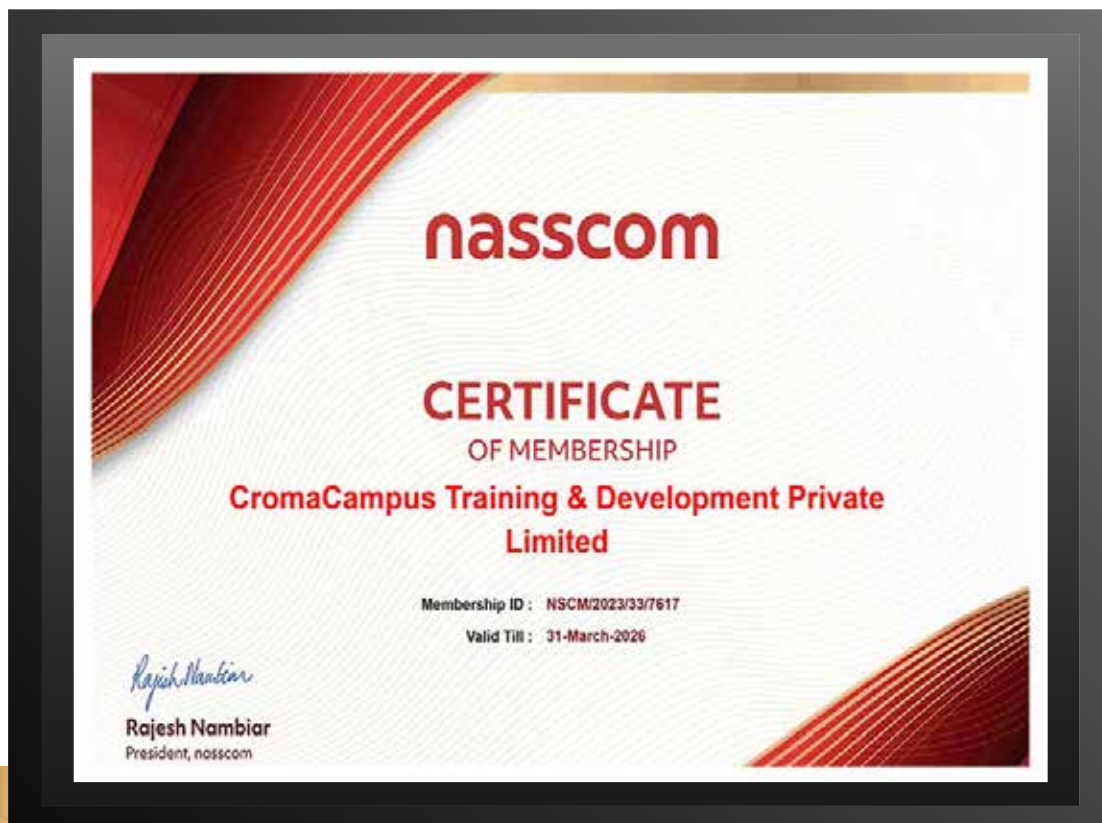 nasscom
CERTIFICATE
OF MEMBERSHIP
CromaCampus Training & Development Private
Limited
Membership ID : NSCM/2023/33/7617
Valid Till : 31-March-2026
Rajesh Nambiar
Rajesh Nambiar
President, nasscom